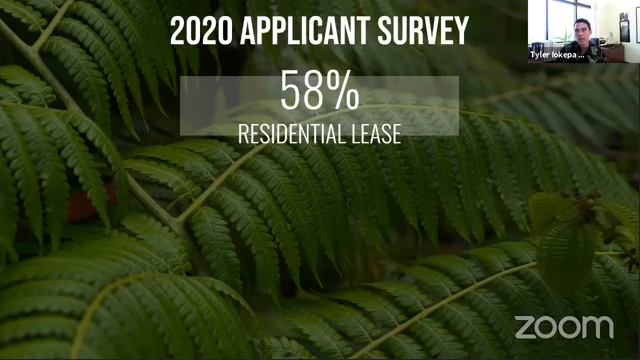 2020 APPLICANT SURVEY
Tyler Iokepa ...
58%
RESIDENTIAL LEASE
zoom